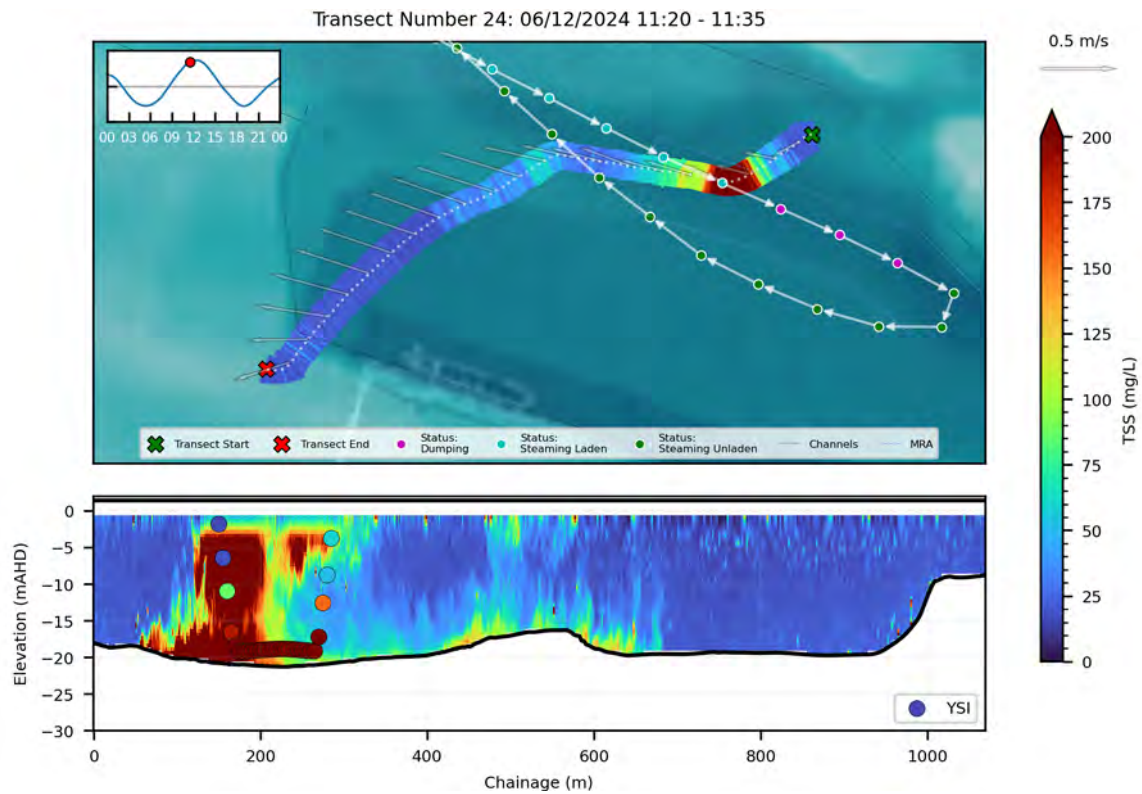 Transect Number 24: 06/12/2024 11:20 - 11:35
0.5 m/s
00 03 06 09 12 15 18 21 00
200
175
150
125
100
75
50
25
0
TSS (mg/L)
Transect Start
Transect End
Status:
Dumping
Status:
Steaming Laden
Status:
Steaming Unladen
Channels
MRA
0
−5
−10
−15
−20
−25
−30
Elevation (mAHD)
YSI
0 200 400 600 800 1000
Chainage (m)